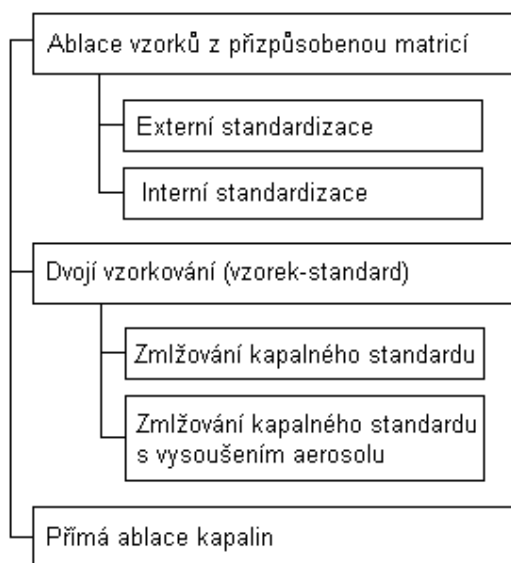 Ablace vzorků z přizpůsobenou matricí
Externí standardizace
Interní standardizace
Dvojí vzorkování (vzorek-standard)
Zmlžování kapalného standardu
Zmlžování kapalného standardu
s vysoušením aerosolu
Přímá ablace kapalin